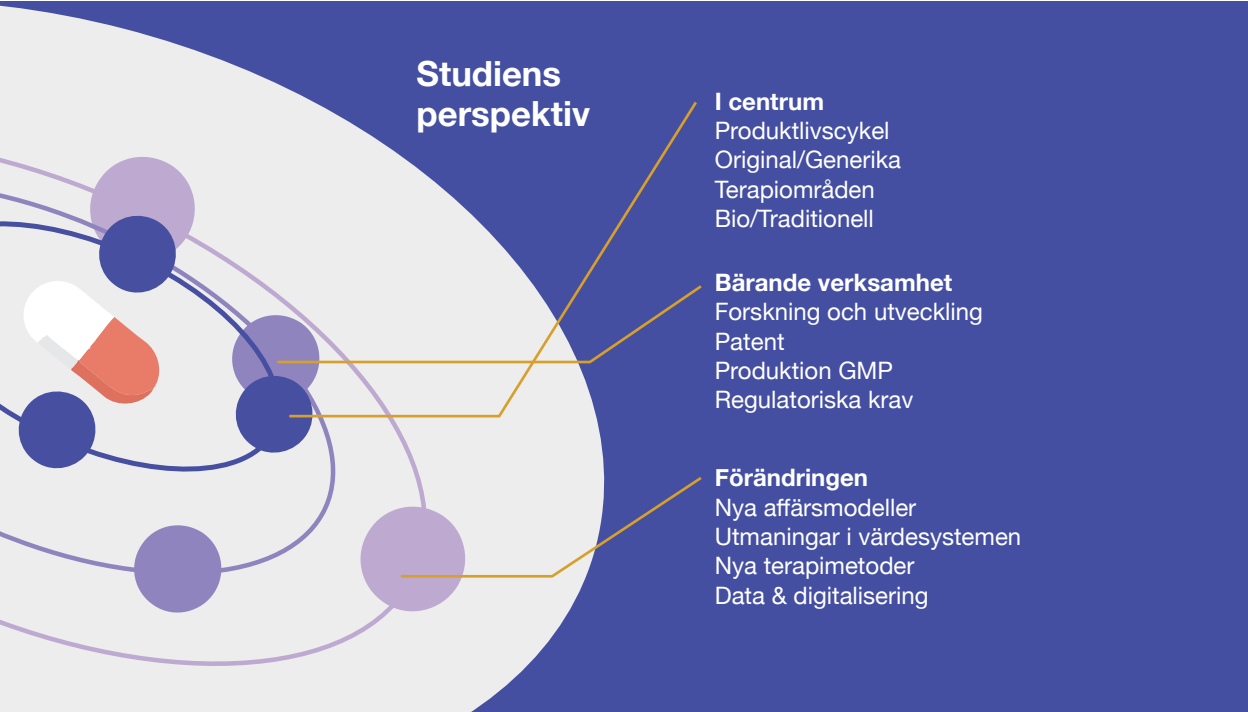 Studiens
perspektiv
I centrum
Produktlivscykel
Original/Generika
Terapiområden
Bio/Traditionell
Bärande verksamhet
Forskning och utveckling
Patent
Produktion GMP
Regulatoriska krav
Förändringen
Nya affärsmodeller
Utmaningar i värdesystemen
Nya terapimetoder
Data & digitalisering